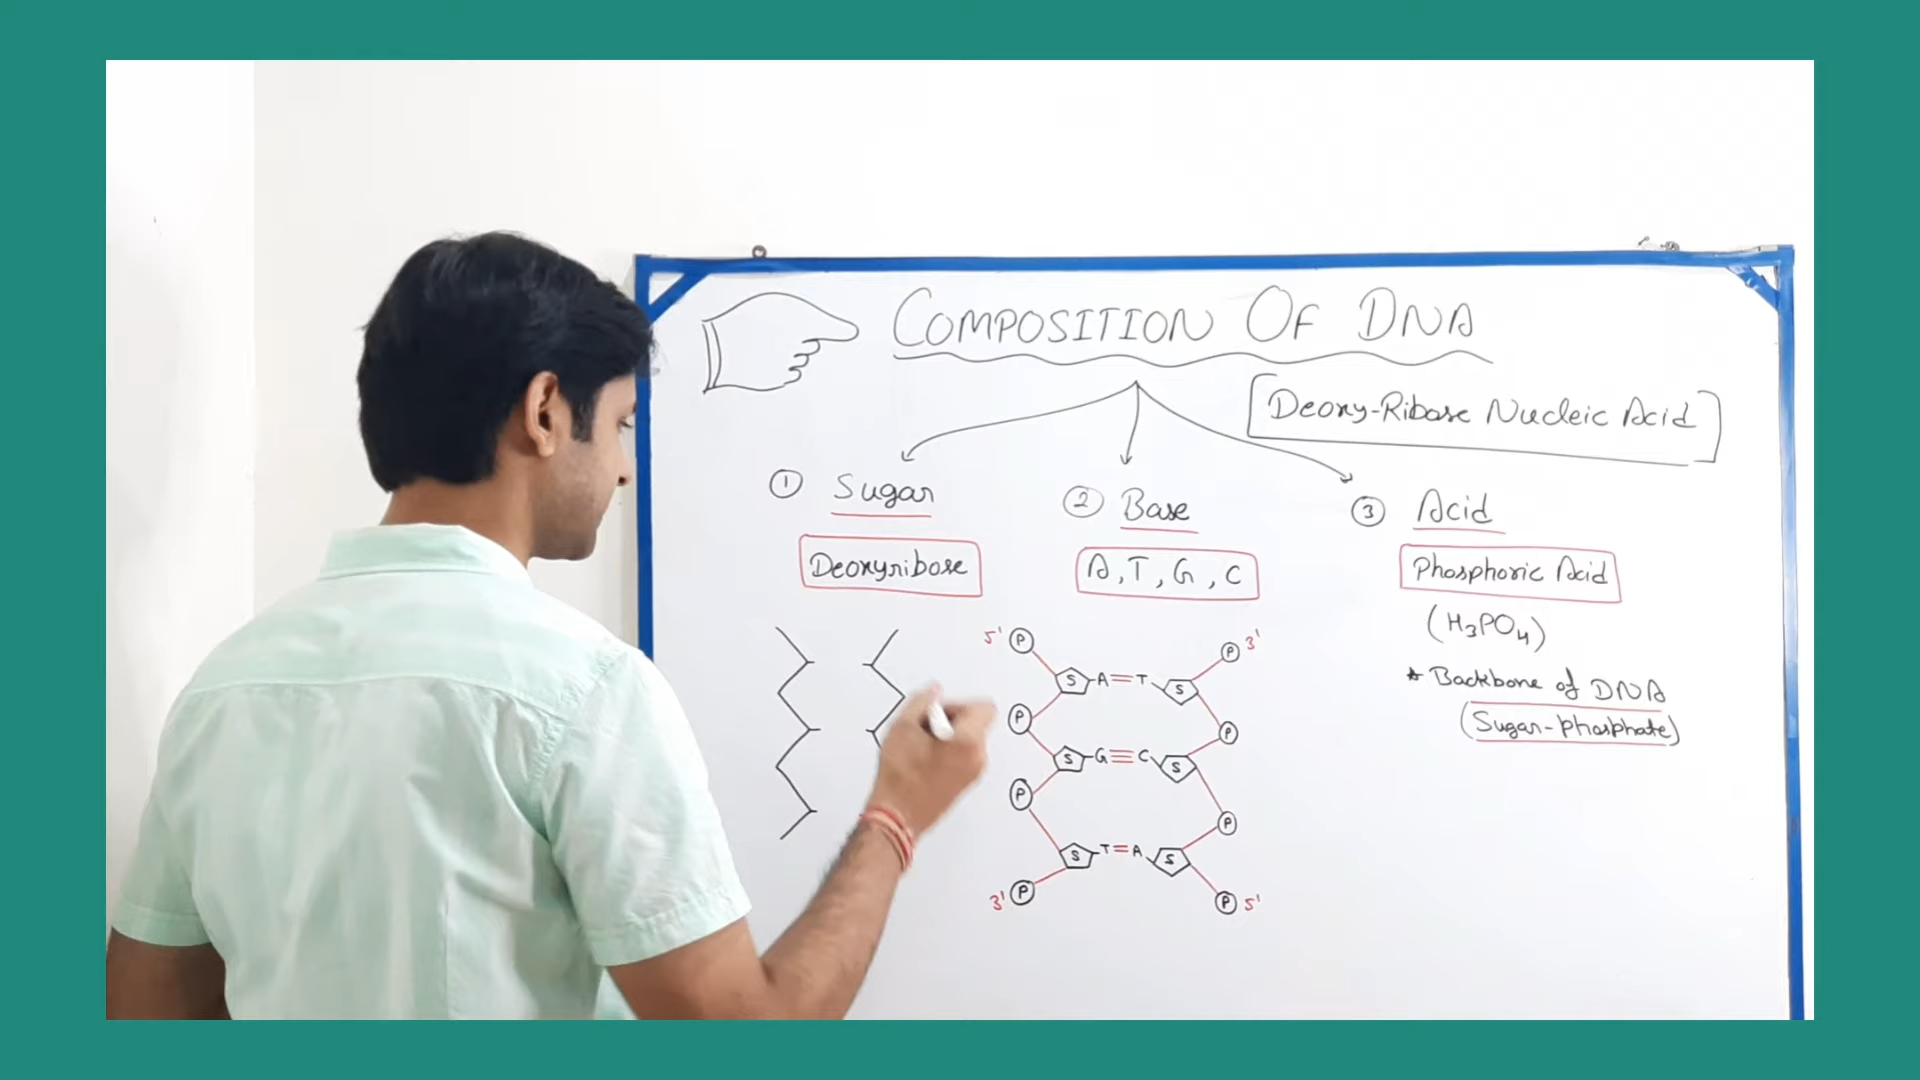 COMPOSITION OF DNA
Deoxy-Ribose Nucleic Acid
① Sugar
② Base
③ Acid
Deoxyribose
A, T, G, C
Phosphoric Acid
(H₃PO₄)
* Backbone of DNA
(Sugar-Phosphate)
5' P P 3'
S A = T S
P P
S G ≡ C S
P P
S T = A S
3' P P 5'